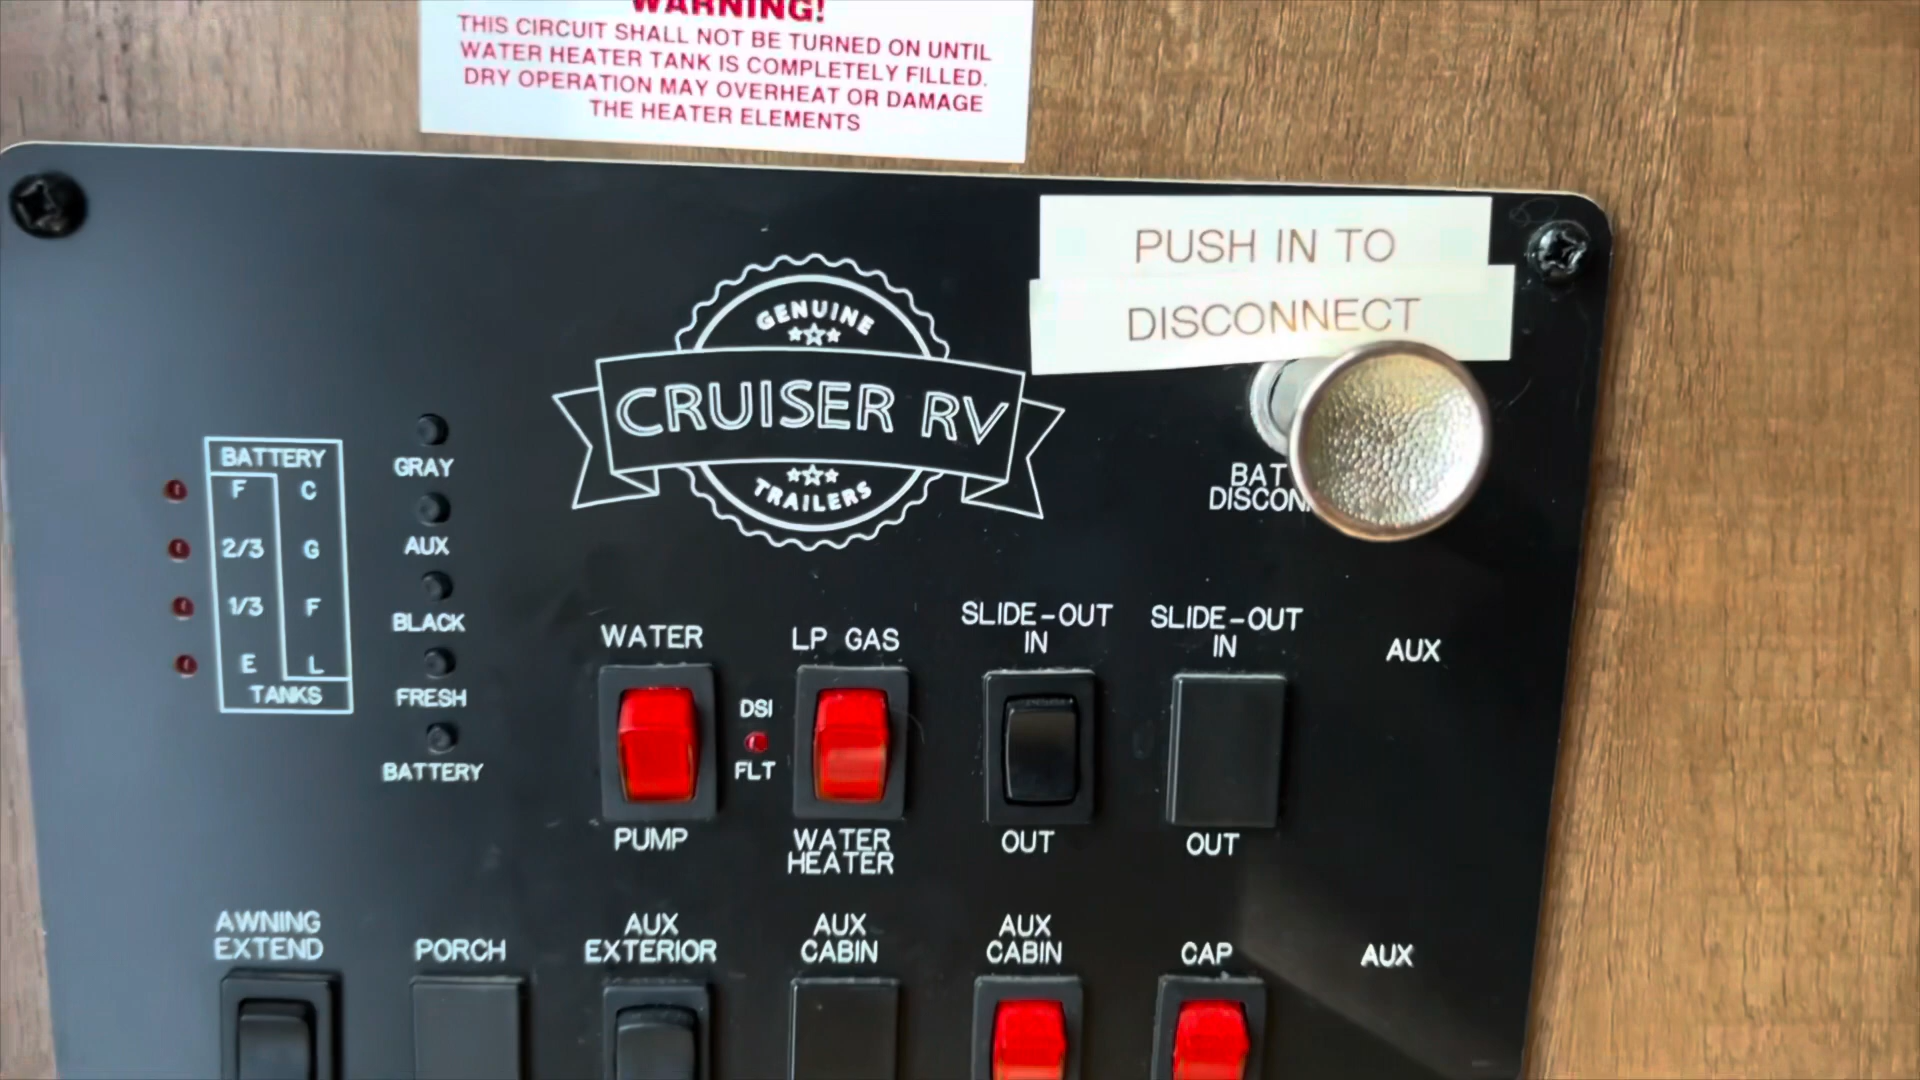 WARNING!
THIS CIRCUIT SHALL NOT BE TURNED ON UNTIL
WATER HEATER TANK IS COMPLETELY FILLED.
DRY OPERATION MAY OVERHEAT OR DAMAGE
THE HEATER ELEMENTS
PUSH IN TO
DISCONNECT
GENUINE
CRUISER RV
TRAILERS
BATTERY
F C
2/3 G
1/3 F
E L
TANKS
GRAY
AUX
BLACK
FRESH
BATTERY
WATER
PUMP
DSI
FLT
LP GAS
WATER
HEATER
SLIDE-OUT
IN
OUT
SLIDE-OUT
IN
OUT
AUX
AWNING
EXTEND
PORCH
AUX
EXTERIOR
AUX
CABIN
AUX
CABIN
CAP
AUX